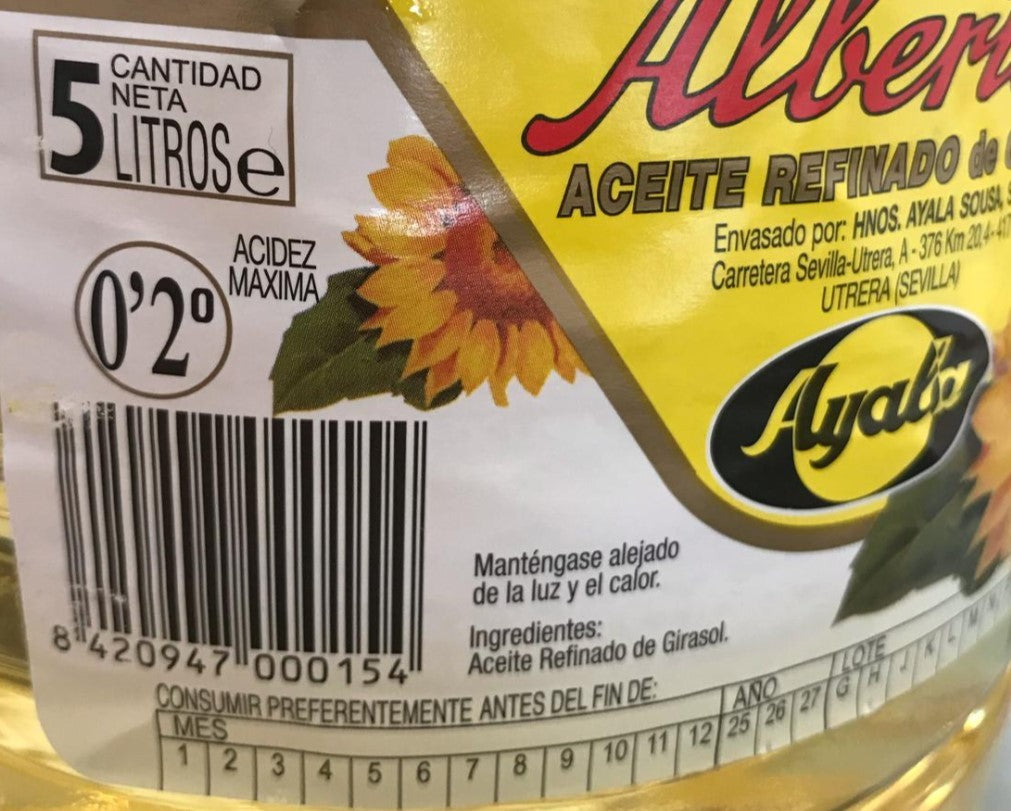 5 CANTIDAD
NETA
LITROS e
ACIDEZ
MAXIMA
0'2º
ACEITE REFINADO de
Envasado por: HNOS. AYALA SOUSA,
Carretera Sevilla-Utrera, A - 376 Km 20,4-
UTRERA (SEVILLA)
Ayala
Manténgase alejado
de la luz y el calor.
Ingredientes:
Aceite Refinado de Girasol.
8 420947 000154
CONSUMIR PREFERENTEMENTE ANTES DEL FIN DE:
MES AÑO LOTE
1 2 3 4 5 6 7 8 9 10 11 12 25 26 27 G H J K L M N